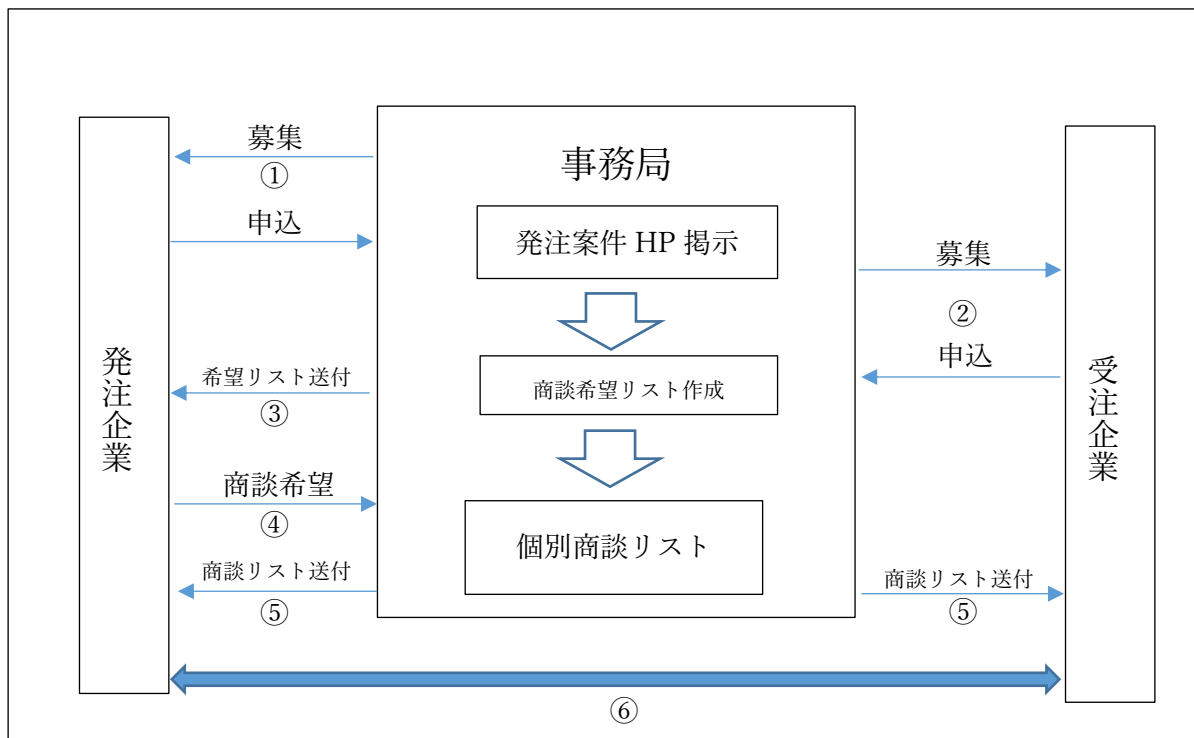 募集
①
申込
事務局
発注案件 HP 掲示
募集
②
申込
発注企業
希望リスト送付
③
商談希望リスト作成
受注企業
商談希望
④
個別商談リスト
商談リスト送付
⑤
商談リスト送付
⑤
⑥